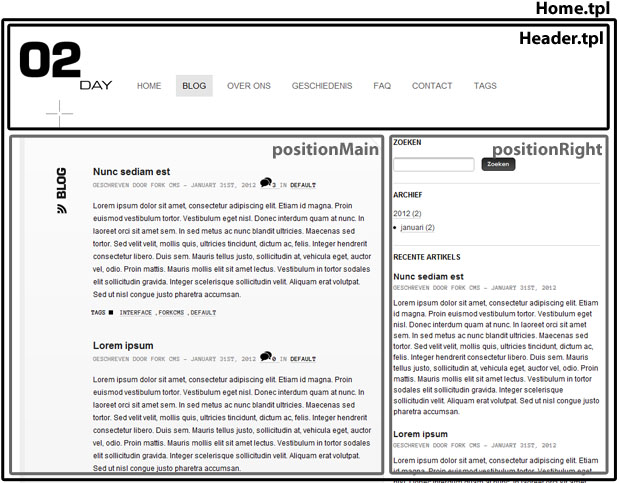 Home.tpl
Header.tpl
02
DAY
HOME BLOG OVER ONS GESCHIEDENIS FAQ CONTACT TAGS
positionMain
BLOG
Nunc sediam est
GESCHREVEN DOOR FORK CMS - JANUARY 31ST, 2012 3 IN DEFAULT
Lorem ipsum dolor sit amet, consectetur adipiscing elit. Etiam id magna. Proin
euismod vestibulum tortor. Vestibulum eget nisl. Donec interdum quam at nunc. In
laoreet orci sit amet sem. In sed metus ac nunc blandit ultricies. Maecenas sed
tortor. Sed velit velit, mollis quis, ultricies tincidunt, dictum ac, felis. Integer hendrerit
consectetur libero. Duis sem. Mauris tellus justo, sollicitudin at, vehicula eget, auctor
vel, odio. Proin mattis. Mauris mollis elit sit amet lectus. Vestibulum in tortor sodales
elit sollicitudin gravida. Integer scelerisque sollicitudin velit. Aliquam erat volutpat.
Sed ut nisl congue justo pharetra accumsan.
TAGS INTERFACE ,FORKCMS ,DEFAULT
Lorem ipsum
GESCHREVEN DOOR FORK CMS - JANUARY 31ST, 2012 0 IN DEFAULT
Lorem ipsum dolor sit amet, consectetur adipiscing elit. Etiam id magna. Proin
euismod vestibulum tortor. Vestibulum eget nisl. Donec interdum quam at nunc. In
laoreet orci sit amet sem. In sed metus ac nunc blandit ultricies. Maecenas sed
tortor. Sed velit velit, mollis quis, ultricies tincidunt, dictum ac, felis. Integer hendrerit
consectetur libero. Duis sem. Mauris tellus justo, sollicitudin at, vehicula eget, auctor
vel, odio. Proin mattis. Mauris mollis elit sit amet lectus. Vestibulum in tortor sodales
elit sollicitudin gravida. Integer scelerisque sollicitudin velit. Aliquam erat volutpat.
Sed ut nisl congue justo pharetra accumsan.
positionRight
ZOEKEN
Zoeken
ARCHIEF
2012 (2)
januari (2)
RECENTE ARTIKELS
Nunc sediam est
GESCHREVEN DOOR FORK CMS - JANUARY 31ST, 2012
Lorem ipsum dolor sit amet, consectetur adipiscing elit.
Etiam id magna. Proin euismod vestibulum tortor.
Vestibulum eget nisl. Donec interdum quam at nunc. In
laoreet orci sit amet sem.
In sed metus ac nunc blandit ultricies. Maecenas sed
tortor. Sed velit velit, mollis quis, ultricies tincidunt, dictum
ac, felis. Integer hendrerit consectetur libero. Duis sem.
Mauris tellus justo, sollicitudin at, vehicula eget, auctor
vel, odio. Proin mattis. Mauris mollis elit sit amet lectus.
Vestibulum in tortor sodales elit
sollicitudin gravida. Integer scelerisque
sollicitudin velit. Aliquam erat volutpat. Sed ut nisl congue justo
pharetra accumsan.
Lorem ipsum
GESCHREVEN DOOR FORK CMS - JANUARY 31ST, 2012
Lorem ipsum dolor sit amet, consectetur adipiscing elit.
Etiam id magna. Proin euismod vestibulum tortor.